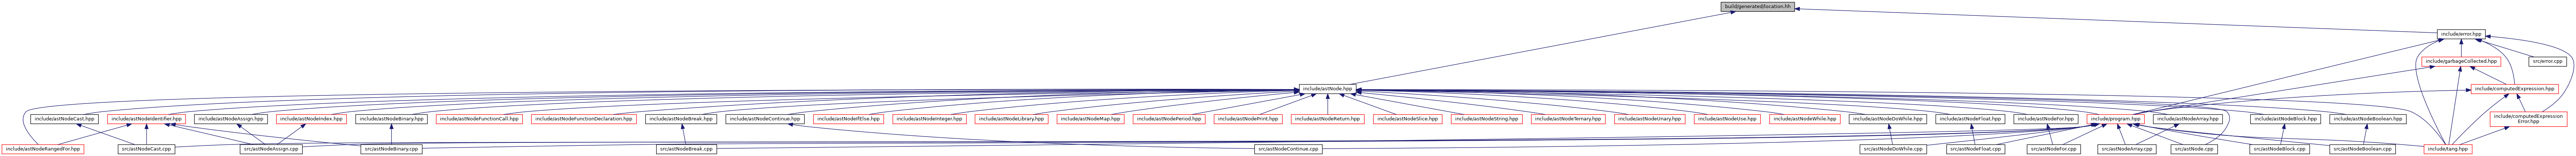 build/generated/location.hh
include/error.hpp
include/garbageCollected.hpp
src/error.cpp
include/astNode.hpp
include/computedExpression.hpp
include/astNodeCast.hpp
include/astNodeIdentifier.hpp
include/astNodeAssign.hpp
include/astNodeIndex.hpp
include/astNodeBinary.hpp
include/astNodeFunctionCall.hpp
include/astNodeFunctionDeclaration.hpp
include/astNodeBreak.hpp
include/astNodeContinue.hpp
include/astNodeIfElse.hpp
include/astNodeInteger.hpp
include/astNodeLibrary.hpp
include/astNodeMap.hpp
include/astNodePeriod.hpp
include/astNodePrint.hpp
include/astNodeReturn.hpp
include/astNodeSlice.hpp
include/astNodeString.hpp
include/astNodeTernary.hpp
include/astNodeUnary.hpp
include/astNodeUse.hpp
include/astNodeWhile.hpp
include/astNodeDoWhile.hpp
include/astNodeFloat.hpp
include/astNodeFor.hpp
include/program.hpp
include/astNodeArray.hpp
include/astNodeBlock.hpp
include/astNodeBoolean.hpp
include/computedExpression
Error.hpp
include/astNodeRangedFor.hpp
src/astNodeCast.cpp
src/astNodeAssign.cpp
src/astNodeBinary.cpp
src/astNodeBreak.cpp
src/astNodeContinue.cpp
src/astNodeDoWhile.cpp
src/astNodeFloat.cpp
src/astNodeFor.cpp
src/astNodeArray.cpp
src/astNode.cpp
src/astNodeBlock.cpp
src/astNodeBoolean.cpp
include/tang.hpp